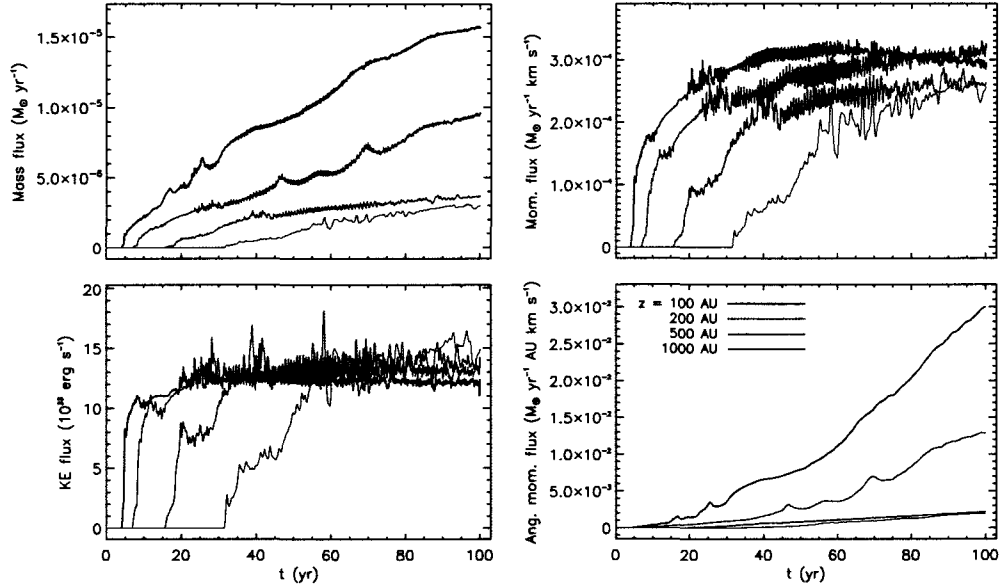 Mass flux (M⊙ yr⁻¹)
1.5×10⁻⁵
1.0×10⁻⁵
5.0×10⁻⁶
0
Mom. flux (M⊙ yr⁻¹ km s⁻¹)
3.0×10⁻⁴
2.0×10⁻⁴
1.0×10⁻⁴
0
KE flux (10³³ erg s⁻¹)
20
15
10
5
0
0 20 40 60 80 100
t (yr)
Ang. mom. flux (M⊙ yr⁻¹ AU km s⁻¹)
3.0×10⁻²
2.5×10⁻²
2.0×10⁻²
1.5×10⁻²
1.0×10⁻²
5.0×10⁻³
0
z = 100 AU
200 AU
500 AU
1000 AU
0 20 40 60 80 100
t (yr)